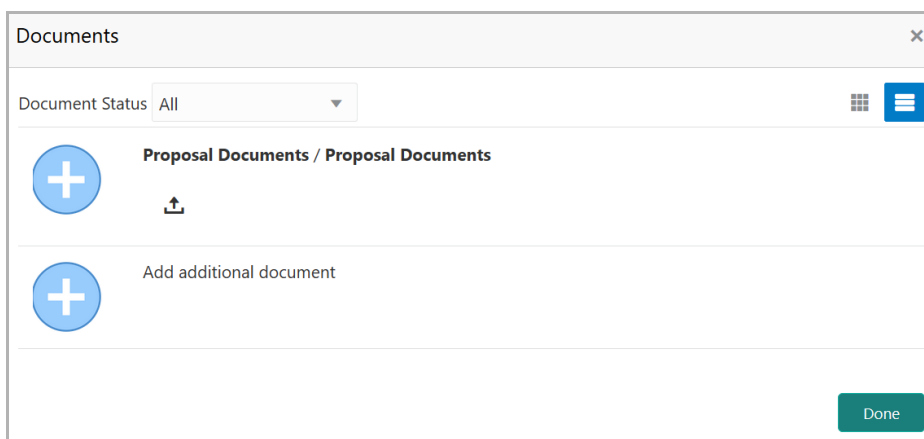 Documents
Document Status All
Proposal Documents / Proposal Documents
Add additional document
Done